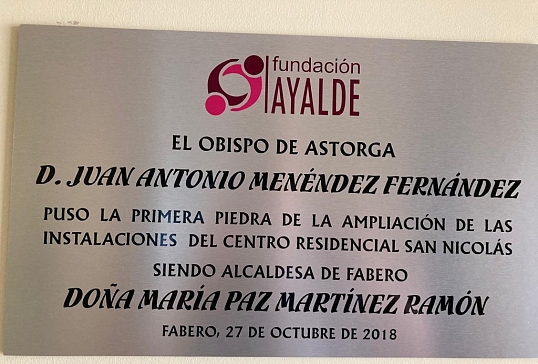 fundación
AYALDE
EL OBISPO DE ASTORGA
D. JUAN ANTONIO MENÉNDEZ FERNÁNDEZ
PUSO LA PRIMERA PIEDRA DE LA AMPLIACIÓN DE LAS
INSTALACIONES DEL CENTRO RESIDENCIAL SAN NICOLÁS
SIENDO ALCALDESA DE FABERO
DOÑA MARÍA PAZ MARTÍNEZ RAMÓN
FABERO, 27 DE OCTUBRE DE 2018